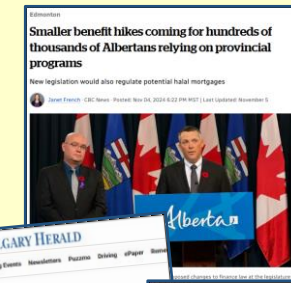 Edmonton
Smaller benefit hikes coming for hundreds of
thousands of Albertans relying on provincial
programs
New legislation would also regulate potential halal mortgages
Janet French · CBC News · Posted: Nov 04, 2024 6:22 PM MST | Last Updated: November 5
Alberta
LGARY HERALD
Events Newsletters Puzzmo Driving ePaper
posed changes to finance law at the legislature